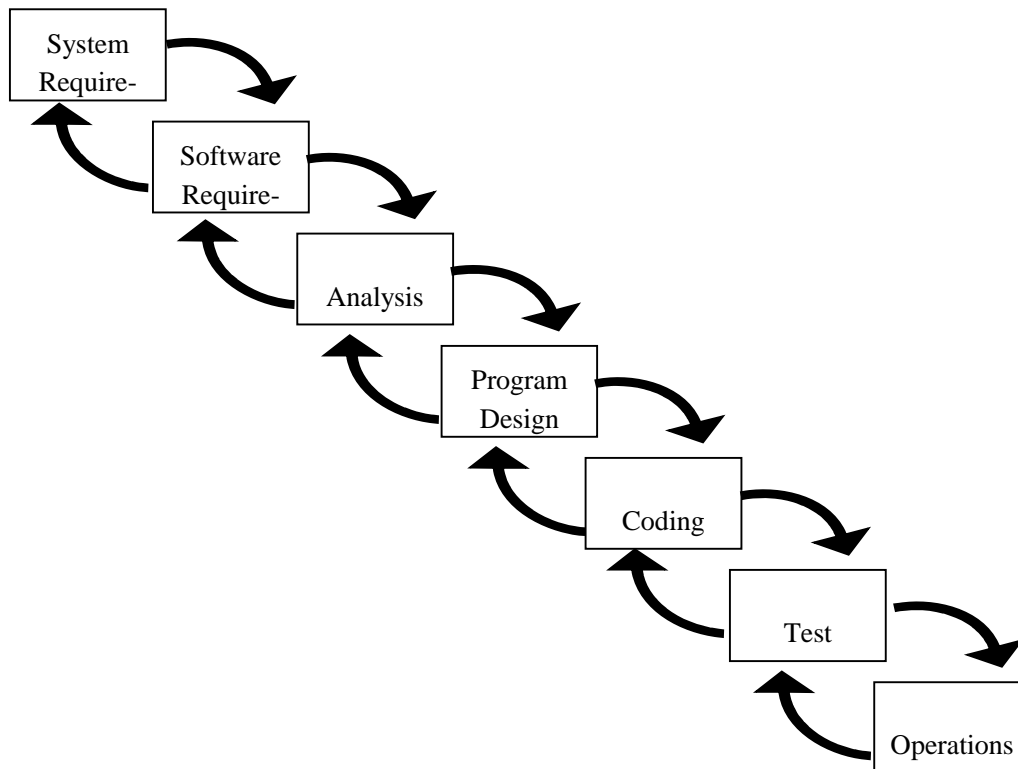 System
Require-
Software
Require-
Analysis
Program
Design
Coding
Test
Operations